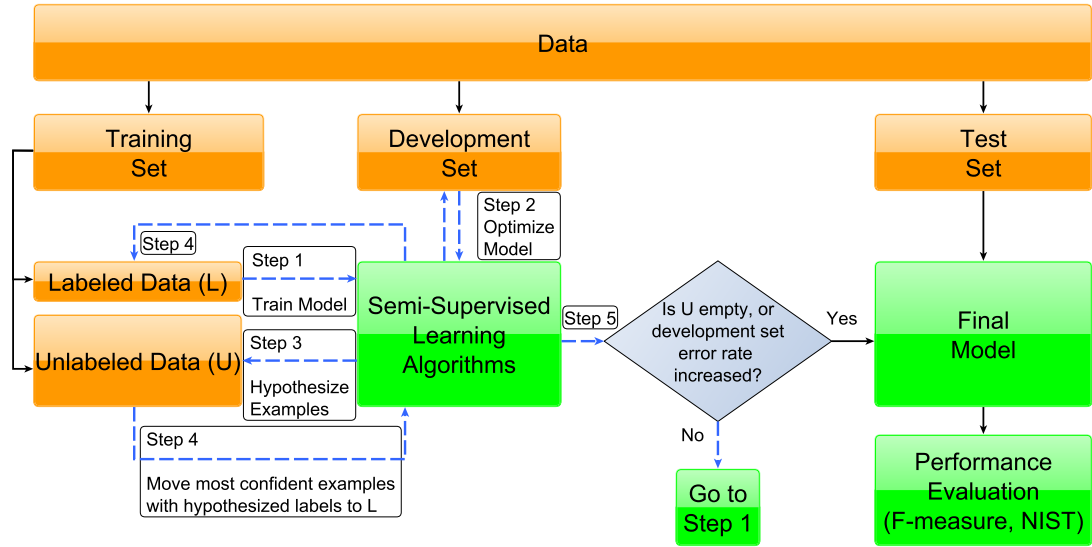 Data
Training
Set
Development
Set
Test
Set
Step 2
Optimize
Model
Step 4
Step 1
Train Model
Labeled Data (L)
Unlabeled Data (U)
Step 3
Hypothesize
Examples
Semi-Supervised
Learning
Algorithms
Step 5
Is U empty, or
development set
error rate
increased?
Yes
No
Final
Model
Step 4
Move most confident examples
with hypothesized labels to L
Go to
Step 1
Performance
Evaluation
(F-measure, NIST)